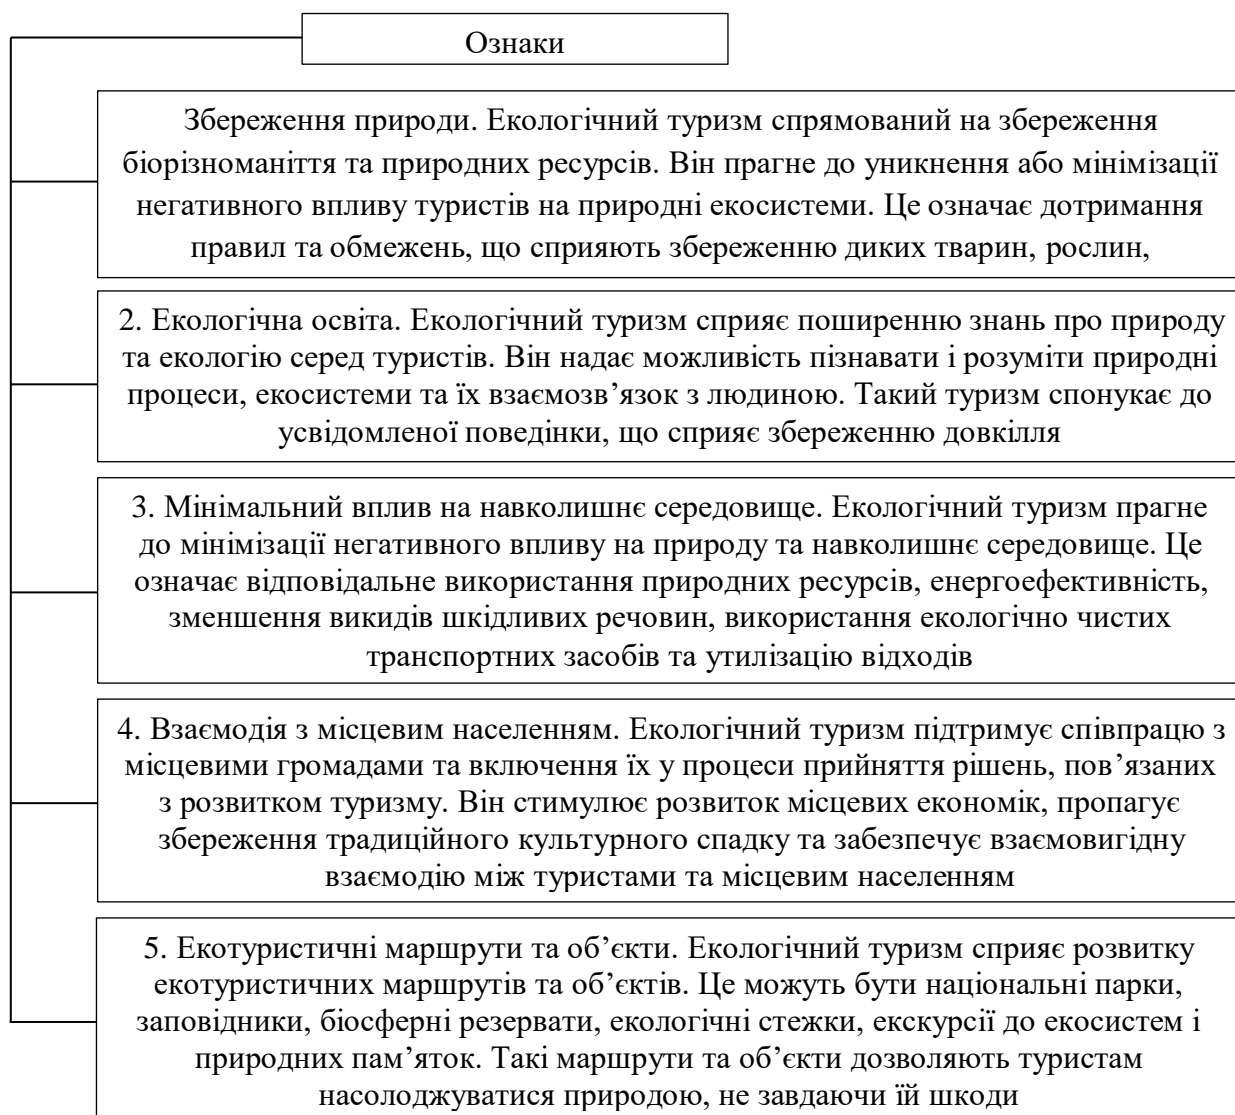 Ознаки
Збереження природи. Екологічний туризм спрямований на збереження
біорізноманіття та природних ресурсів. Він прагне до уникнення або мінімізації
негативного впливу туристів на природні екосистеми. Це означає дотримання
правил та обмежень, що сприяють збереженню диких тварин, рослин,
2. Екологічна освіта. Екологічний туризм сприяє поширенню знань про природу
та екологію серед туристів. Він надає можливість пізнавати і розуміти природні
процеси, екосистеми та їх взаємозв’язок з людиною. Такий туризм спонукає до
усвідомленої поведінки, що сприяє збереженню довкілля
3. Мінімальний вплив на навколишнє середовище. Екологічний туризм прагне
до мінімізації негативного впливу на природу та навколишнє середовище. Це
означає відповідальне використання природних ресурсів, енергоефективність,
зменшення викидів шкідливих речовин, використання екологічно чистих
транспортних засобів та утилізацію відходів
4. Взаємодія з місцевим населенням. Екологічний туризм підтримує співпрацю з
місцевими громадами та включення їх у процеси прийняття рішень, пов’язаних
з розвитком туризму. Він стимулює розвиток місцевих економік, пропагує
збереження традиційного культурного спадку та забезпечує взаємовигідну
взаємодію між туристами та місцевим населенням
5. Екотуристичні маршрути та об’єкти. Екологічний туризм сприяє розвитку
екотуристичних маршрутів та об’єктів. Це можуть бути національні парки,
заповідники, біосферні резервати, екологічні стежки, екскурсії до екосистем і
природних пам’яток. Такі маршрути та об’єкти дозволяють туристам
насолоджуватися природою, не завдаючи їй шкоди